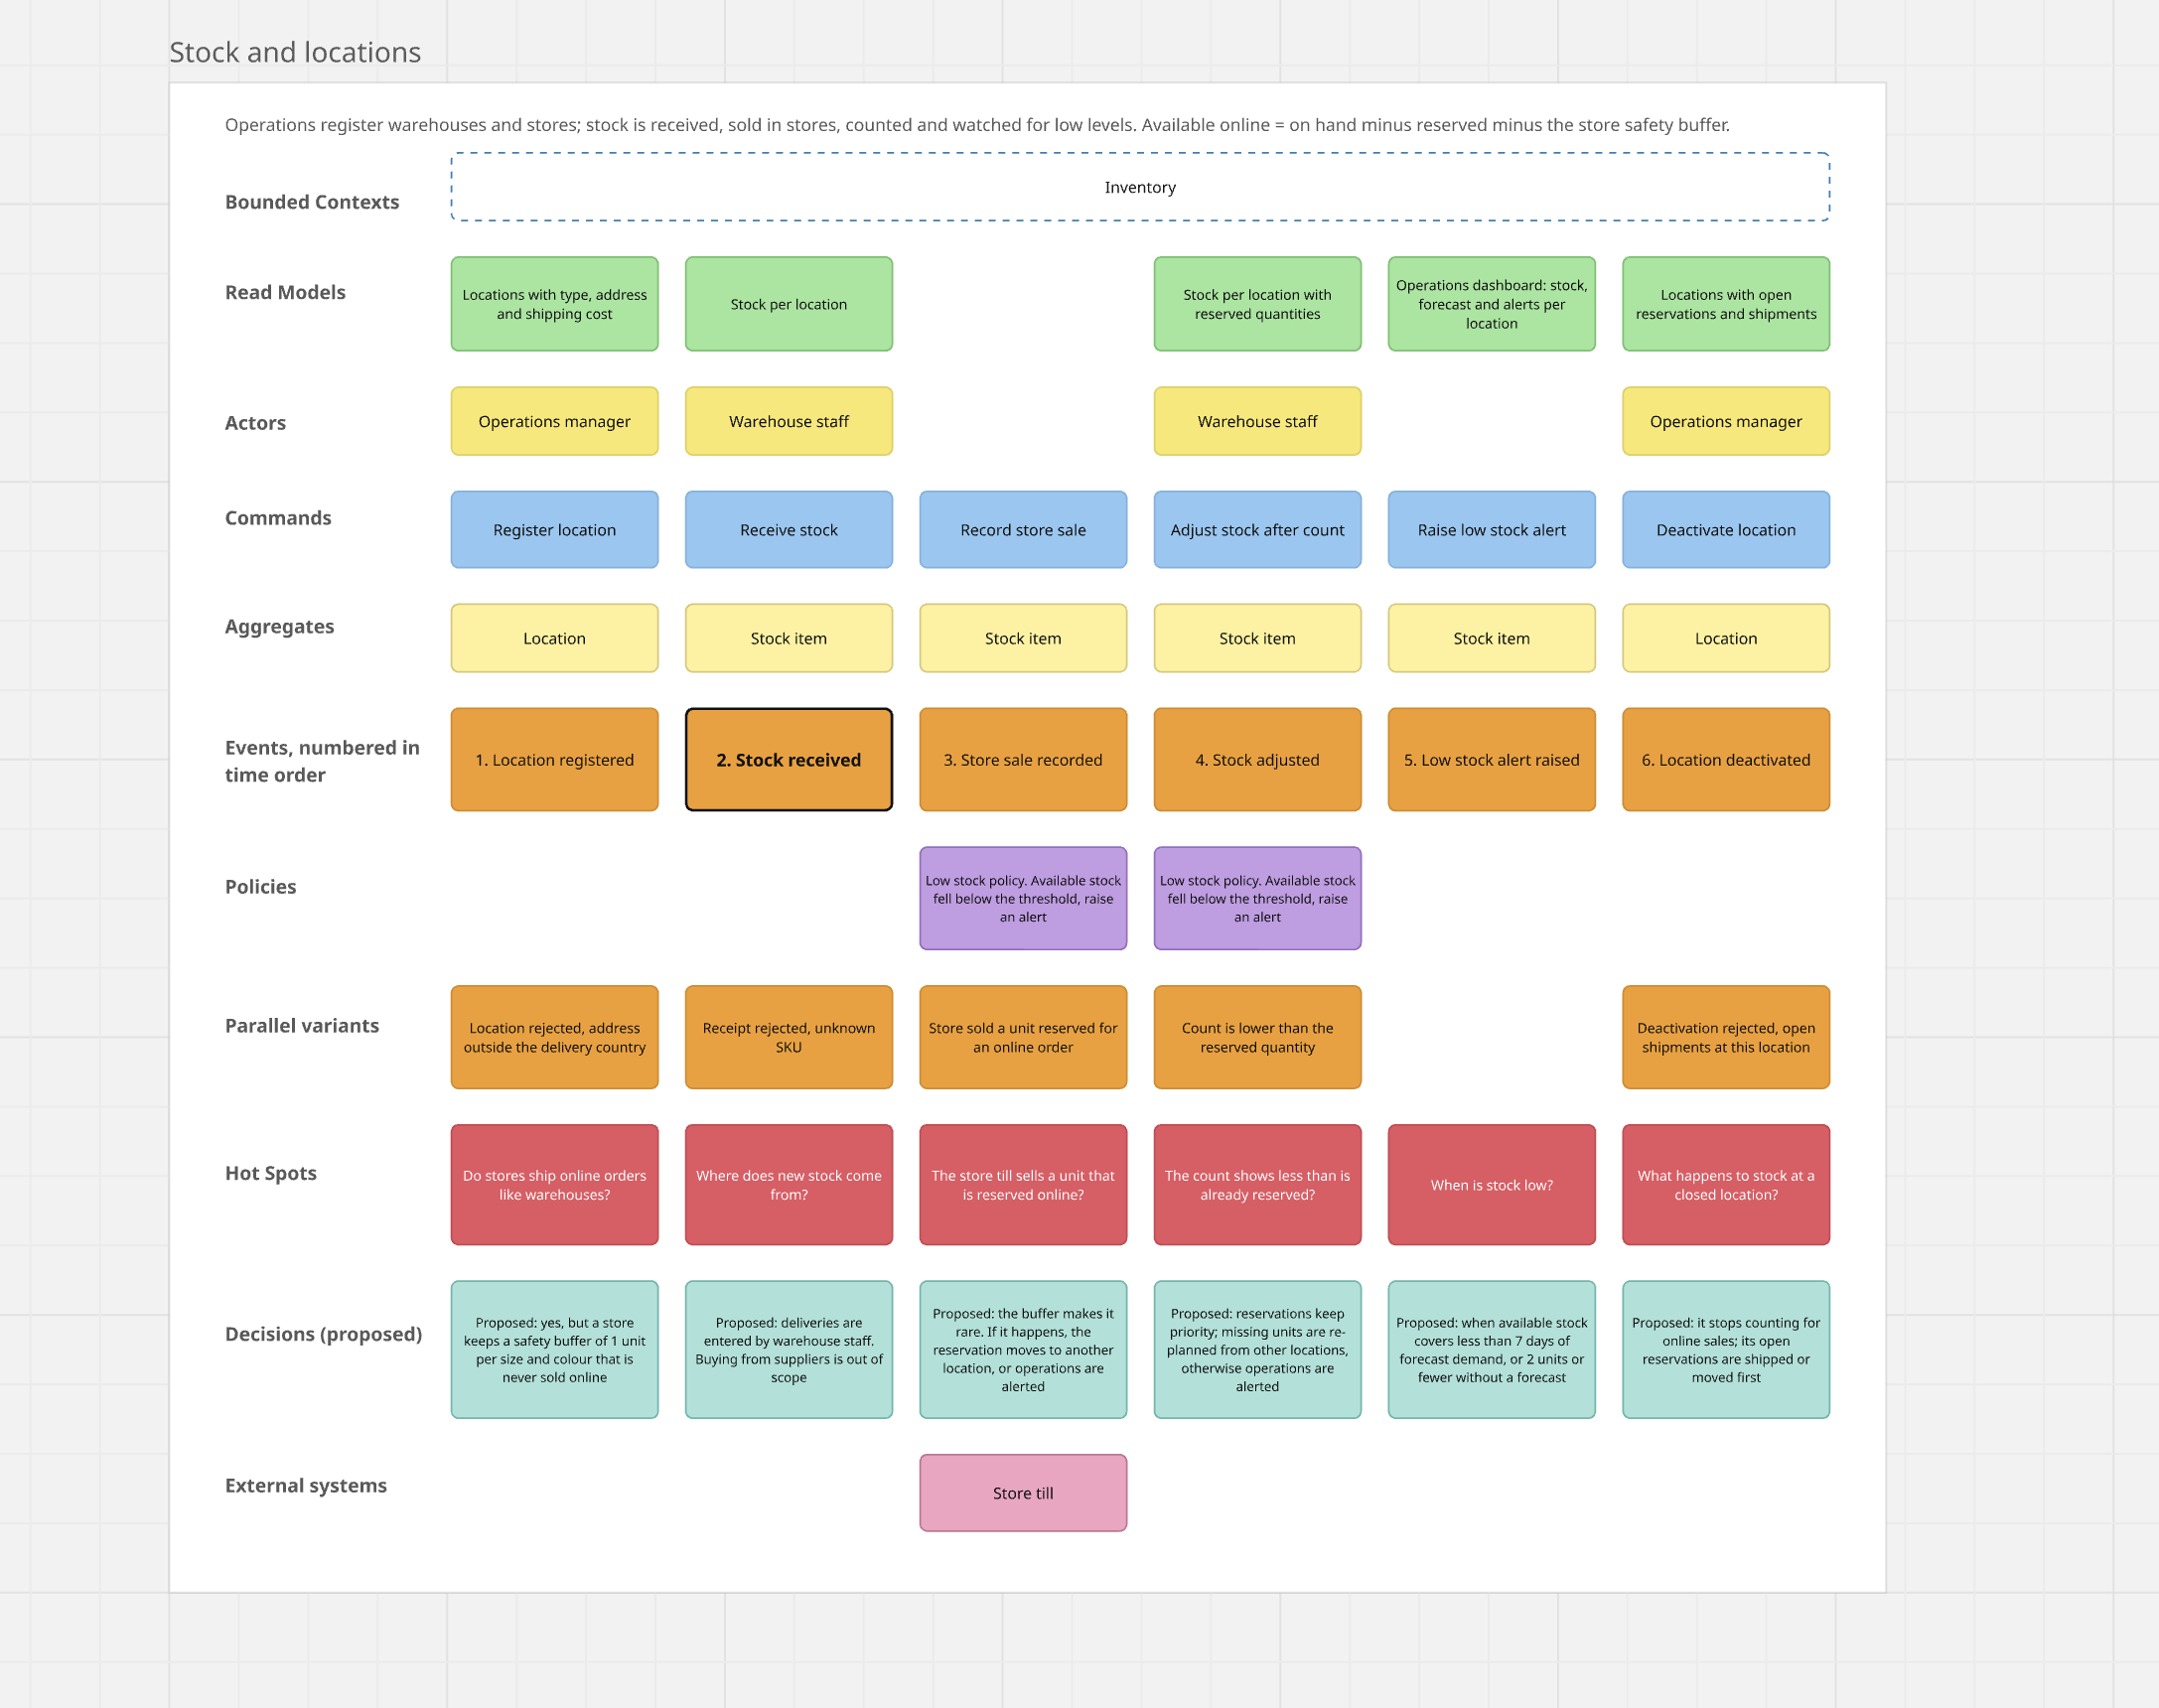 Stock and locations
Operations register warehouses and stores; stock is received, sold in stores, counted and watched for low levels. Available online = on hand minus reserved minus the store safety buffer.
Bounded Contexts
Inventory
Read Models
Locations with type, address
and shipping cost
Stock per location
Stock per location with
reserved quantities
Operations dashboard: stock,
forecast and alerts per
location
Locations with open
reservations and shipments
Actors
Operations manager
Warehouse staff
Warehouse staff
Operations manager
Commands
Register location
Receive stock
Record store sale
Adjust stock after count
Raise low stock alert
Deactivate location
Aggregates
Location
Stock item
Stock item
Stock item
Stock item
Location
Events, numbered in
time order
1. Location registered
2. Stock received
3. Store sale recorded
4. Stock adjusted
5. Low stock alert raised
6. Location deactivated
Policies
Low stock policy. Available stock
fell below the threshold, raise
an alert
Low stock policy. Available stock
fell below the threshold, raise
an alert
Parallel variants
Location rejected, address
outside the delivery country
Receipt rejected, unknown
SKU
Store sold a unit reserved for
an online order
Count is lower than the
reserved quantity
Deactivation rejected, open
shipments at this location
Hot Spots
Do stores ship online orders
like warehouses?
Where does new stock come
from?
The store till sells a unit that
is reserved online?
The count shows less than is
already reserved?
When is stock low?
What happens to stock at a
closed location?
Decisions (proposed)
Proposed: yes, but a store
keeps a safety buffer of 1 unit
per size and colour that is
never sold online
Proposed: deliveries are
entered by warehouse staff.
Buying from suppliers is out of
scope
Proposed: the buffer makes it
rare. If it happens, the
reservation moves to another
location, or operations are
alerted
Proposed: reservations keep
priority; missing units are re-
planned from other locations,
otherwise operations are
alerted
Proposed: when available stock
covers less than 7 days of
forecast demand, or 2 units or
fewer without a forecast
Proposed: it stops counting for
online sales; its open
reservations are shipped or
moved first
External systems
Store till